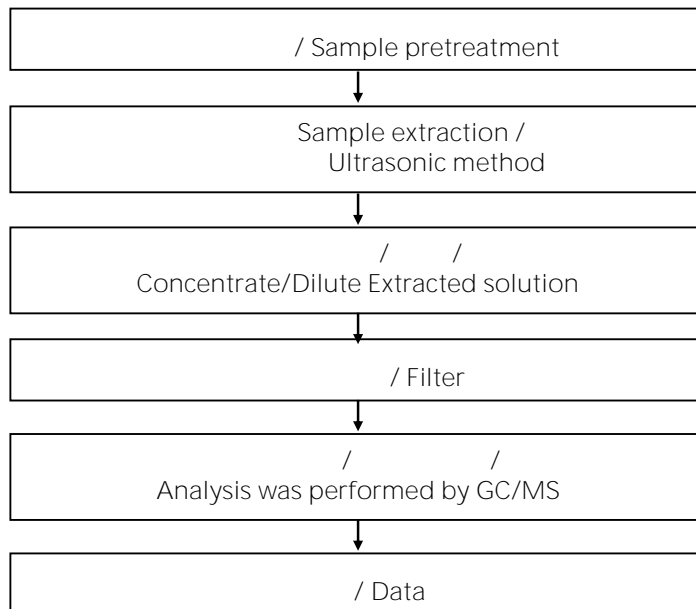 / Sample pretreatment
Sample extraction /
Ultrasonic method
/ / 
Concentrate/Dilute Extracted solution
/ Filter
/ /
Analysis was performed by GC/MS
/ Data